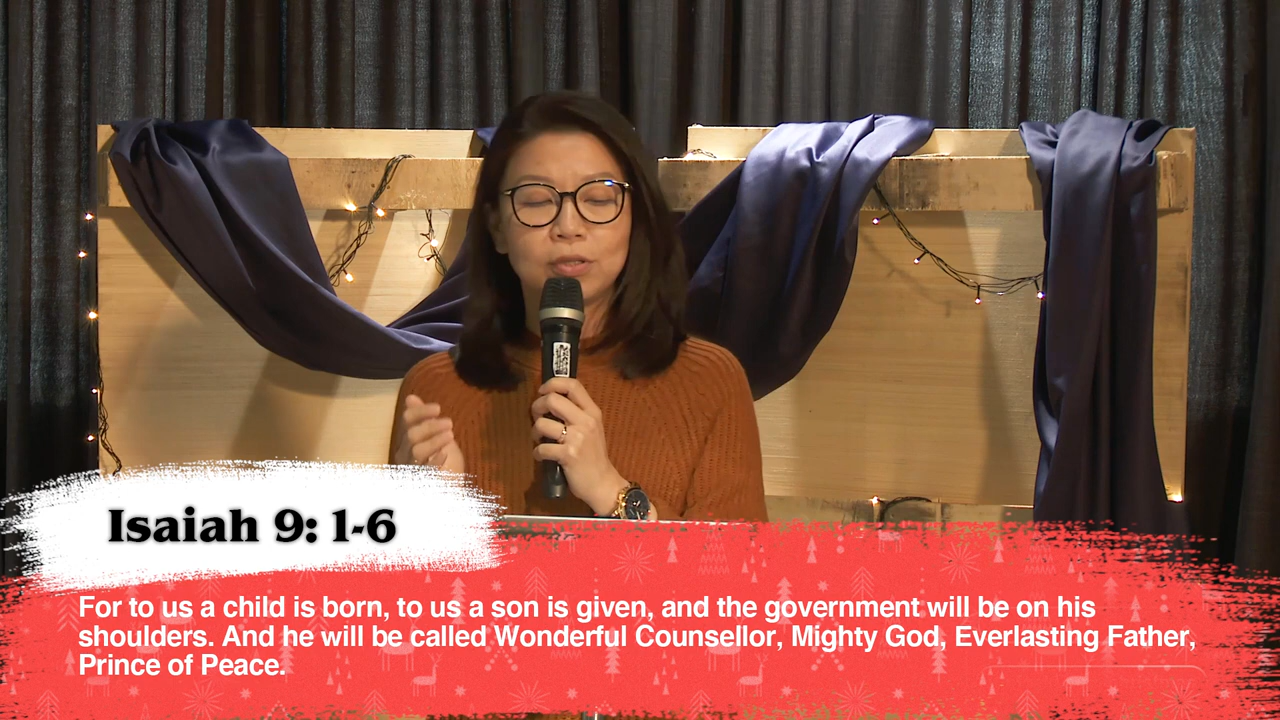 Isaiah 9: 1-6
For to us a child is born, to us a son is given, and the government will be on his
shoulders. And he will be called Wonderful Counsellor, Mighty God, Everlasting Father,
Prince of Peace.